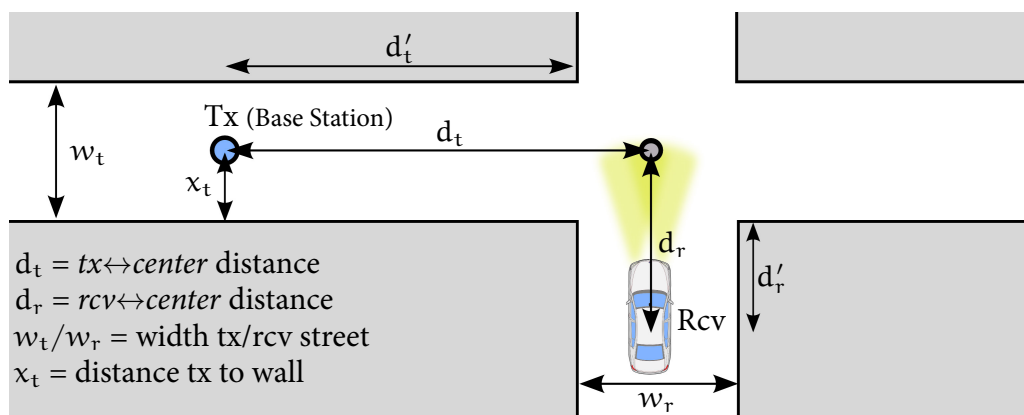 d′ₜ
Tx (Base Station)
dₜ
wₜ
xₜ
dᵣ
d′ᵣ
dₜ = tx↔center distance
dᵣ = rcv↔center distance
wₜ/wᵣ = width tx/rcv street
xₜ = distance tx to wall
Rcv
wᵣ